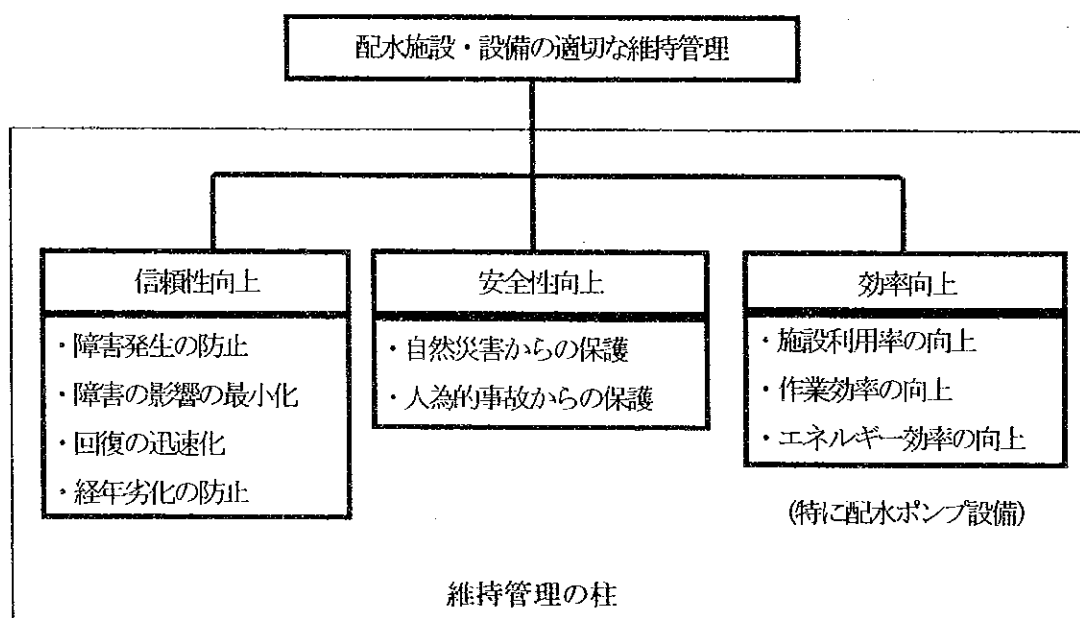 配水施設・設備の適切な維持管理
信頼性向上
・障害発生の防止
・障害の影響の最小化
・回復の迅速化
・経年劣化の防止
安全性向上
・自然災害からの保護
・人為的事故からの保護
効率向上
・施設利用率の向上
・作業効率の向上
・エネルギー効率の向上
(特に配水ポンプ設備)
維持管理の柱